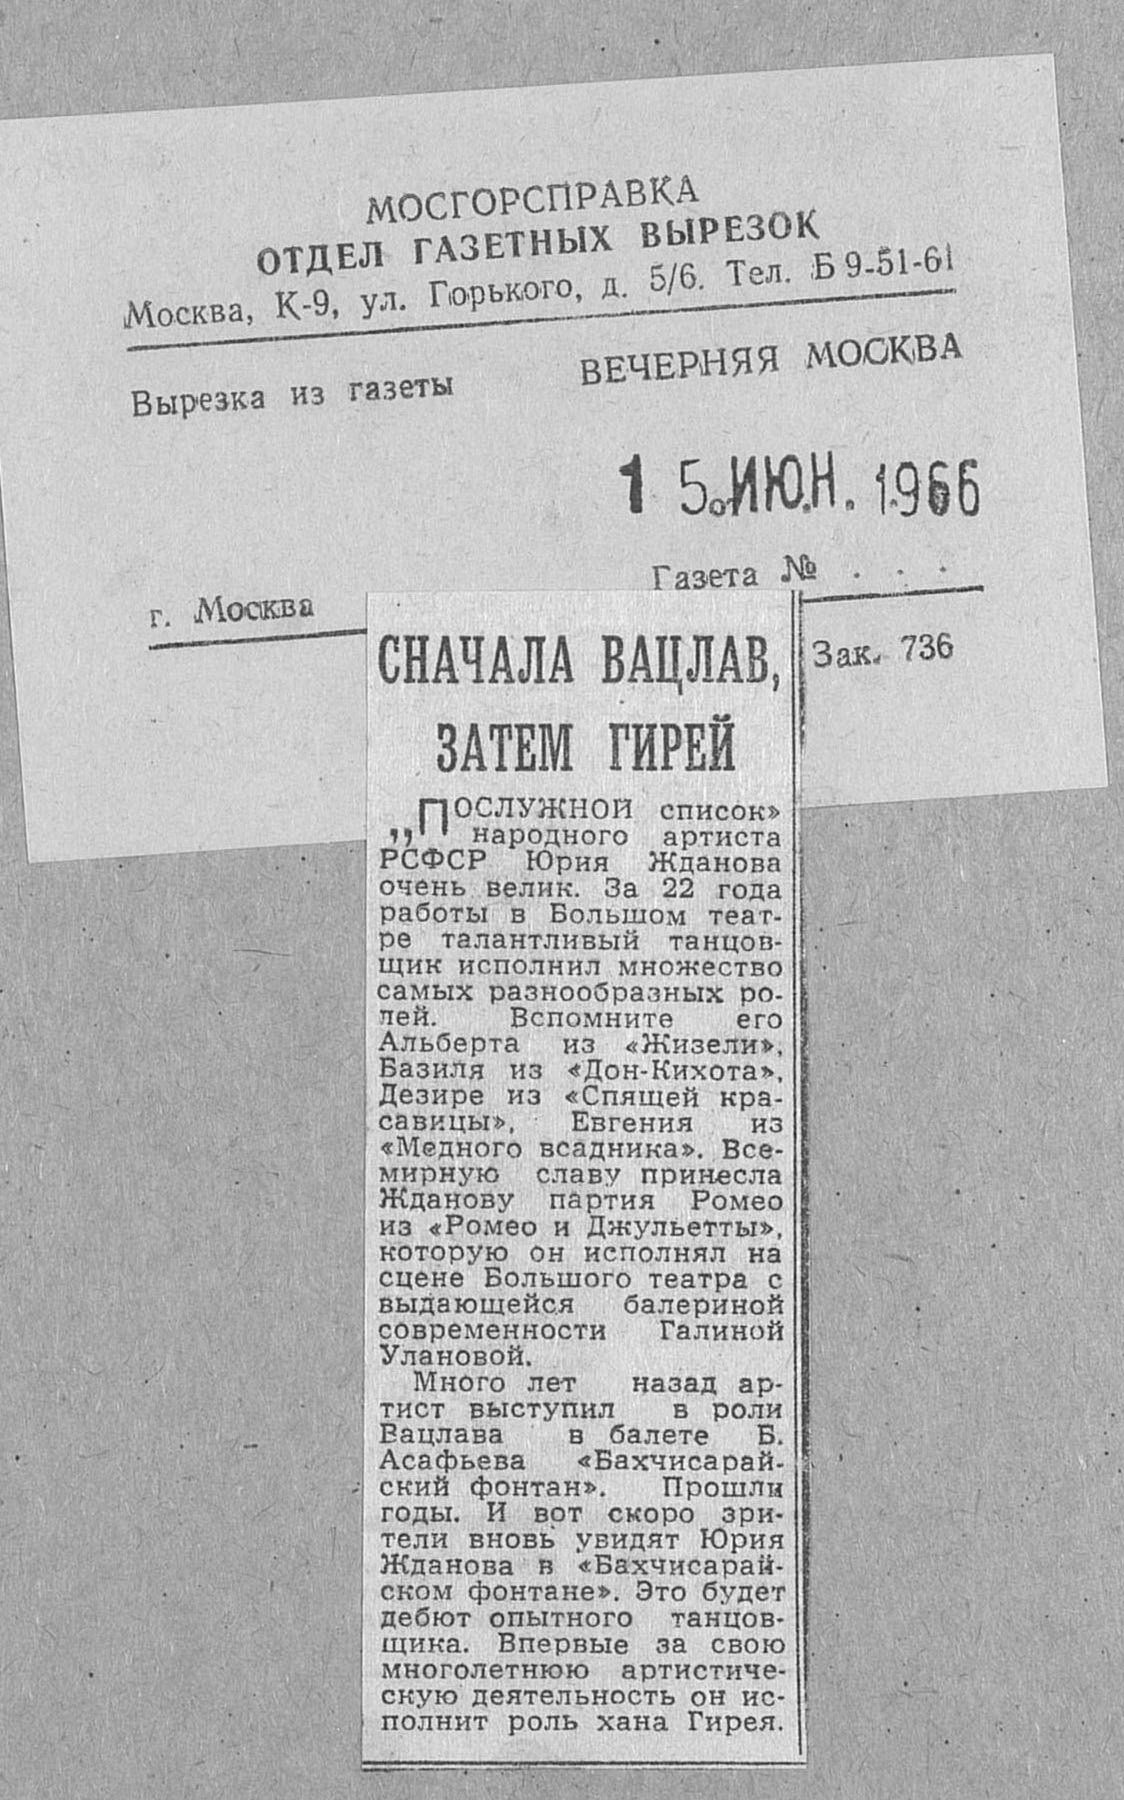 МОСГОРСПРАВКА
ОТДЕЛ ГАЗЕТНЫХ ВЫРЕЗОК
Москва, К-9, ул. Горького, д. 5/6. Тел. Б 9-51-61
Вырезка из газеты
ВЕЧЕРНЯЯ МОСКВА
15 ИЮН. 1966
г. Москва
Газета № . . .
Зак. 736
СНАЧАЛА ВАЦЛАВ,
ЗАТЕМ ГИРЕЙ
„ПОСЛУЖНОЙ список»
народного артиста
РСФСР Юрия Жданова
очень велик. За 22 года
работы в Большом теат-
ре талантливый танцов-
щик исполнил множество
самых разнообразных ро-
лей. Вспомните его
Альберта из «Жизели»,
Базиля из «Дон-Кихота»,
Дезире из «Спящей кра-
савицы», Евгения из
«Медного всадника». Все-
мирную славу принесла
Жданову партия Ромео
из «Ромео и Джульетты»,
которую он исполнял на
сцене Большого театра с
выдающейся балериной
современности Галиной
Улановой.
Много лет назад ар-
тист выступил в роли
Вацлава в балете Б.
Асафьева «Бахчисарай-
ский фонтан». Прошли
годы. И вот скоро зри-
тели вновь увидят Юрия
Жданова в «Бахчисарай-
ском фонтане». Это будет
дебют опытного танцов-
щика. Впервые за свою
многолетнюю артистиче-
скую деятельность он ис-
полнит роль хана Гирея.